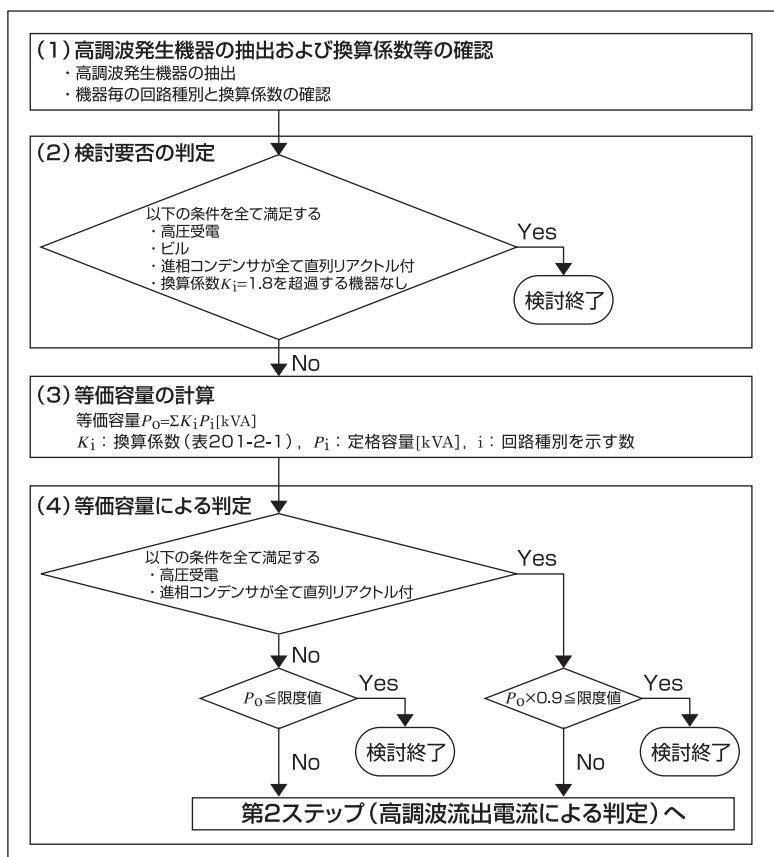 (1)高調波発生機器の抽出および換算係数等の確認
・高調波発生機器の抽出
・機器毎の回路種別と換算係数の確認
(2)検討要否の判定
以下の条件を全て満足する
・高圧受電
・ビル
・進相コンデンサが全て直列リアクトル付
・換算係数Ki=1.8を超過する機器なし
Yes
検討終了
No
(3)等価容量の計算
等価容量Po=ΣKiPi[kVA]
Ki：換算係数(表201-2-1)，Pi：定格容量[kVA]，i：回路種別を示す数
(4)等価容量による判定
以下の条件を全て満足する
・高圧受電
・進相コンデンサが全て直列リアクトル付
Yes
No
Po≦限度値
Yes
検討終了
No
Po×0.9≦限度値
Yes
検討終了
No
第2ステップ(高調波流出電流による判定)へ